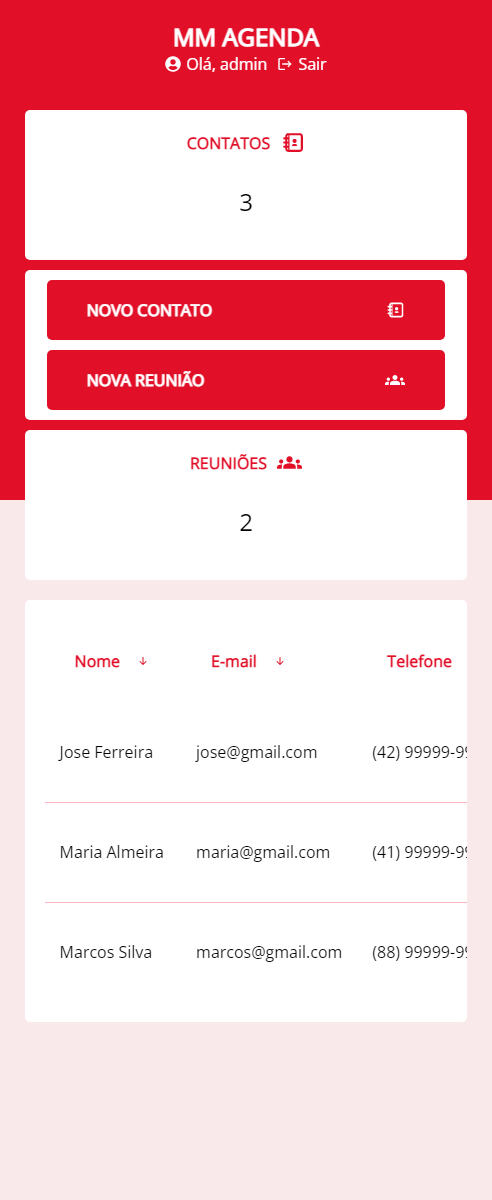 MM AGENDA
Olá, admin Sair
CONTATOS
3
NOVO CONTATO
NOVA REUNIÃO
REUNIÕES
2
Nome E-mail Telefone
Jose Ferreira jose@gmail.com (42) 99999-99
Maria Almeira maria@gmail.com (41) 99999-99
Marcos Silva marcos@gmail.com (88) 99999-99